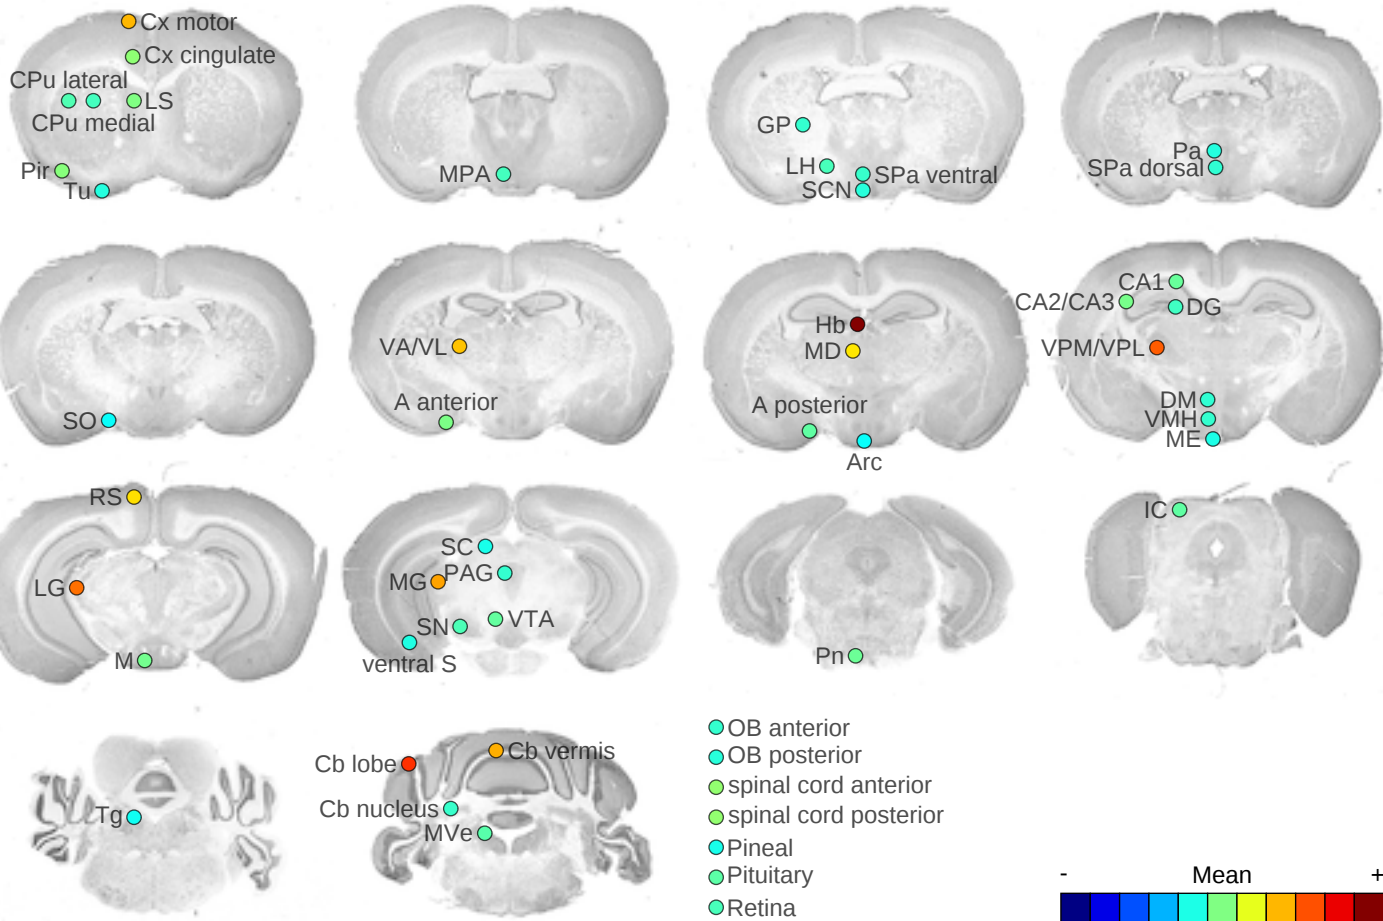 Cx motor
Cx cingulate
CPu lateral
LS
CPu medial
Pir
Tu
MPA
GP
LH
SPa ventral
SCN
Pa
SPa dorsal
SO
VA/VL
A anterior
Hb
MD
A posterior
Arc
CA1
CA2/CA3
DG
VPM/VPL
DM
VMH
ME
RS
LG
M
SC
PAG
MG
VTA
SN
ventral S
Pn
IC
Tg
Cb lobe
Cb vermis
Cb nucleus
MVe
OB anterior
OB posterior
spinal cord anterior
spinal cord posterior
Pineal
Pituitary
Retina
- Mean +